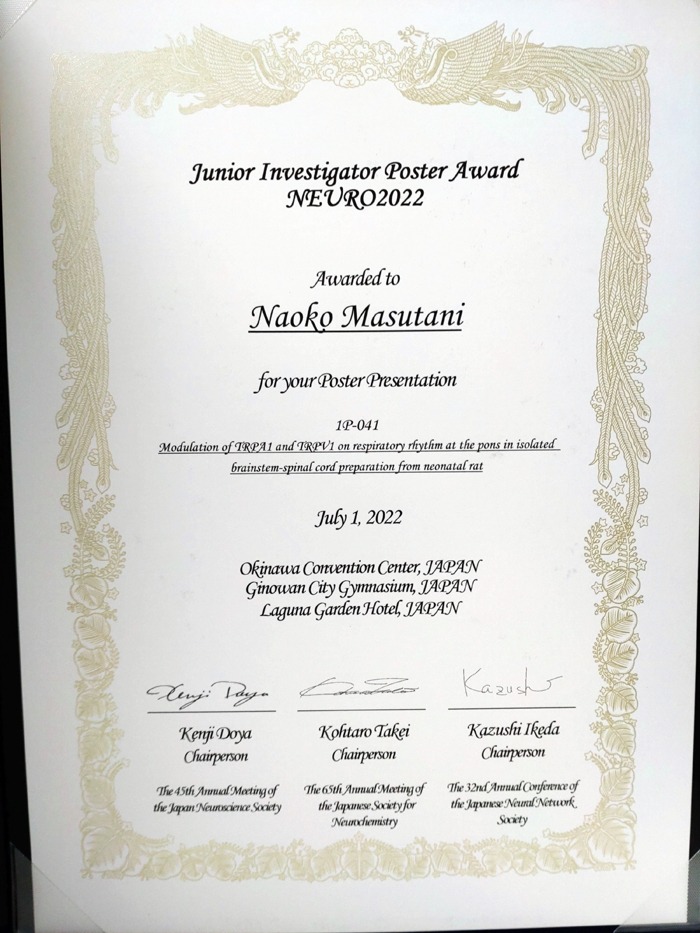 Junior Investigator Poster Award
NEURO2022
Awarded to
Naoko Masutani
for your Poster Presentation
1P-041
Modulation of TRPA1 and TRPV1 on respiratory rhythm at the pons in isolated
brainstem-spinal cord preparation from neonatal rat
July 1, 2022
Okinawa Convention Center, JAPAN
Ginowan City Gymnasium, JAPAN
Laguna Garden Hotel, JAPAN
Kenji Doya
Kazushi
Kenji Doya
Chairperson
The 45th Annual Meeting of
the Japan Neuroscience Society
Kohtaro Takei
Chairperson
The 65th Annual Meeting of
the Japanese Society for
Neurochemistry
Kazushi Ikeda
Chairperson
The 32nd Annual Conference of
the Japanese Neural Network
Society